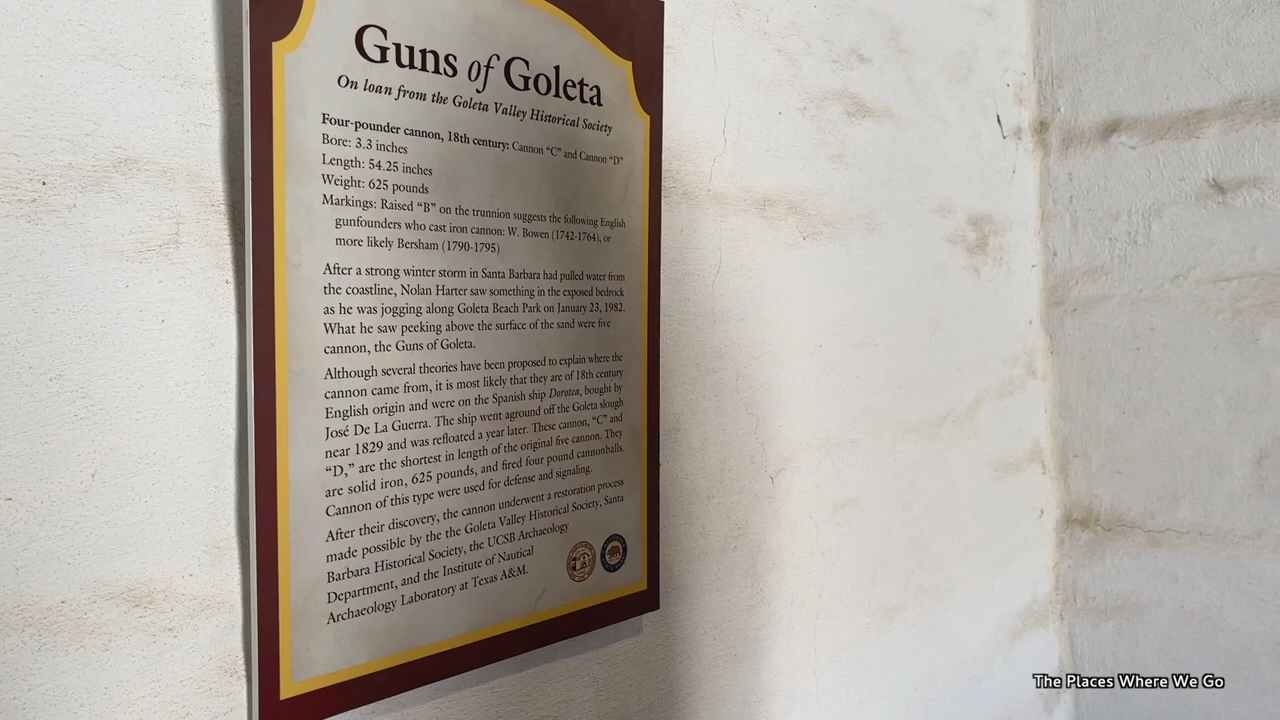 Guns of Goleta
On loan from the Goleta Valley Historical Society
Four-pounder cannon, 18th century: Cannon “C” and Cannon “D”
Bore: 3.3 inches
Length: 54.25 inches
Weight: 625 pounds
Markings: Raised “B” on the trunnion suggests the following English
gunfounders who cast iron cannon: W. Bowen (1742-1764), or
more likely Bersham (1790-1795)
After a strong winter storm in Santa Barbara had pulled water from
the coastline, Nolan Harter saw something in the exposed bedrock
as he was jogging along Goleta Beach Park on January 23, 1982.
What he saw peeking above the surface of the sand were five
cannon, the Guns of Goleta.
Although several theories have been proposed to explain where the
cannon came from, it is most likely that they are of 18th century
English origin and were on the Spanish ship Dorotea, bought by
José De La Guerra. The ship went aground off the Goleta slough
near 1829 and was refloated a year later. These cannon, “C” and
“D,” are the shortest in length of the original five cannon. They
are solid iron, 625 pounds, and fired four pound cannonballs.
Cannon of this type were used for defense and signaling.
After their discovery, the cannon underwent a restoration process
made possible by the the Goleta Valley Historical Society, Santa
Barbara Historical Society, the UCSB Archaeology
Department, and the Institute of Nautical
Archaeology Laboratory at Texas A&M.
The Places Where We Go